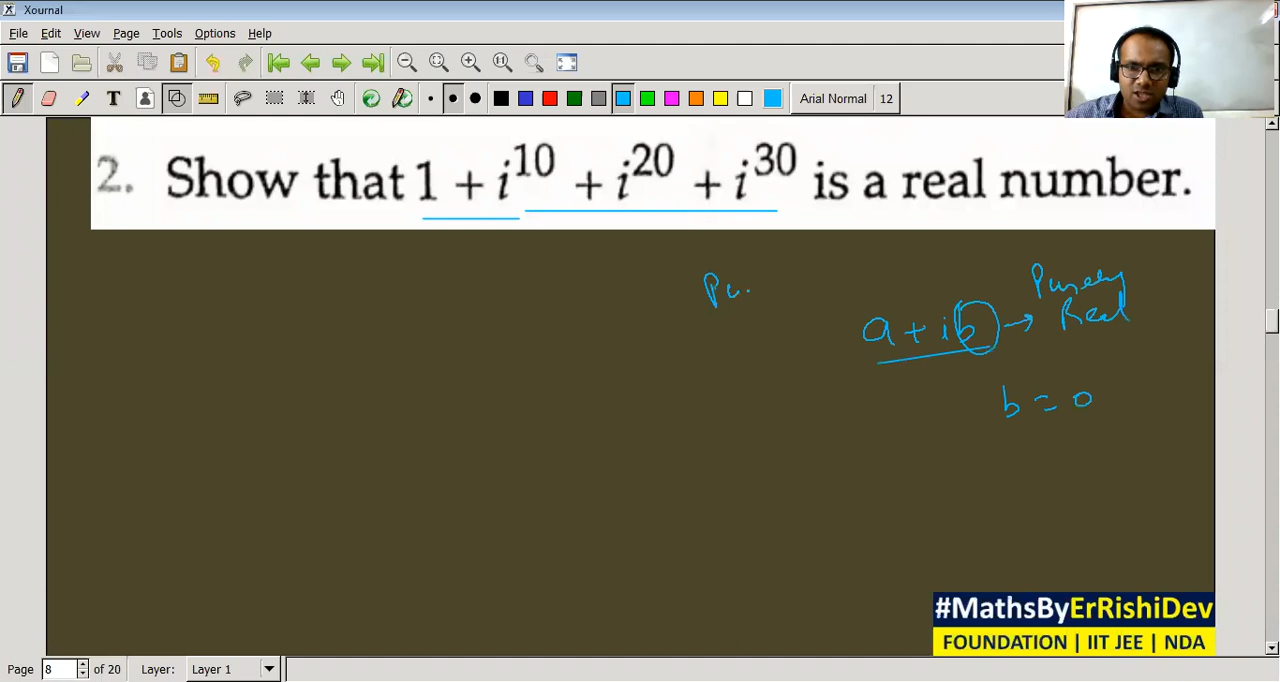 Xournal
File Edit View Page Tools Options Help
Arial Normal 12
2. Show that 1 + i^10 + i^20 + i^30 is a real number.
Pu.
Purely
Real
a + ib →
b = 0
#MathsByErRishiDev
FOUNDATION | IIT JEE | NDA
Page 8 of 20 Layer: Layer 1